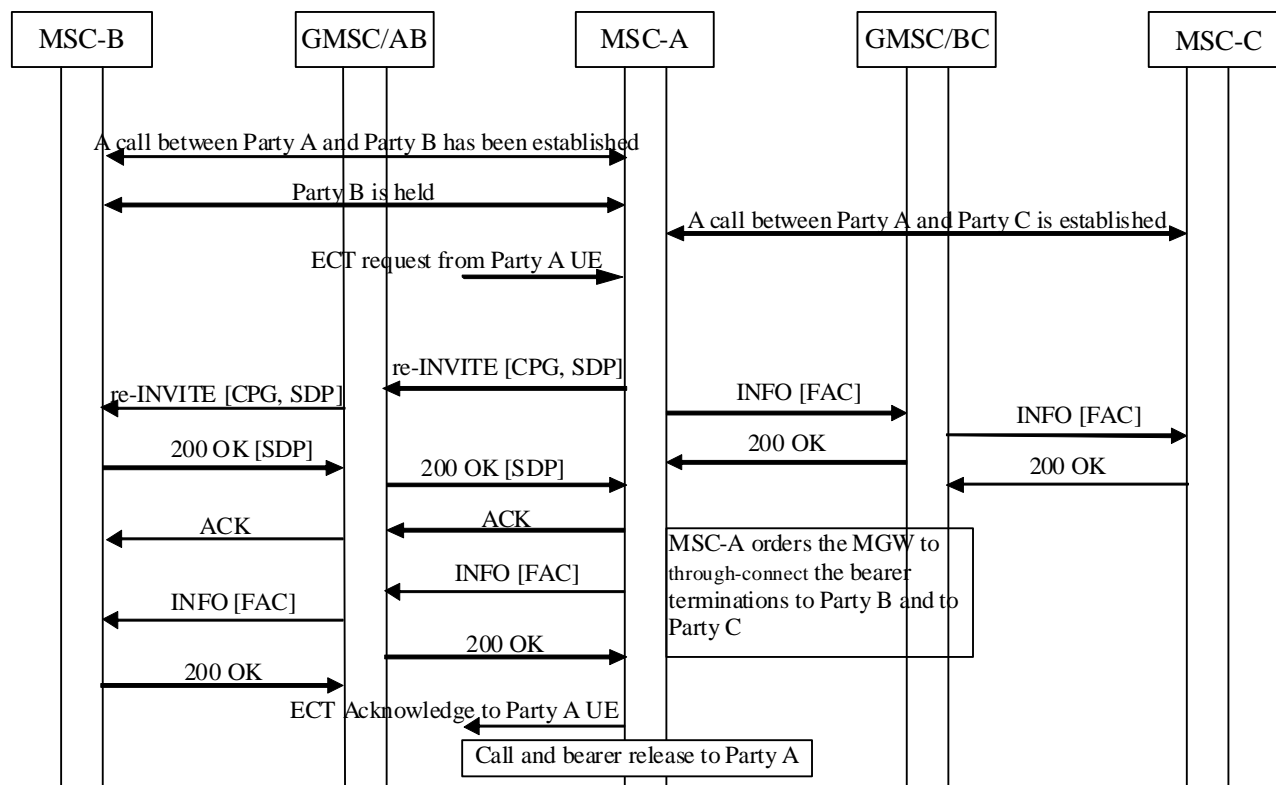 MSC-B
GMSC/AB
MSC-A
GMSC/BC
MSC-C
A call between Party A and Party B has been established
Party B is held
A call between Party A and Party C is established
ECT request from Party A UE
re-INVITE [CPG, SDP]
re-INVITE [CPG, SDP]
INFO [FAC]
INFO [FAC]
200 OK [SDP]
200 OK
200 OK [SDP]
200 OK
ACK
ACK
MSC-A orders the MGW to
through-connect the bearer
terminations to Party B and to
Party C
INFO [FAC]
INFO [FAC]
200 OK
200 OK
ECT Acknowledge to Party A UE
Call and bearer release to Party A